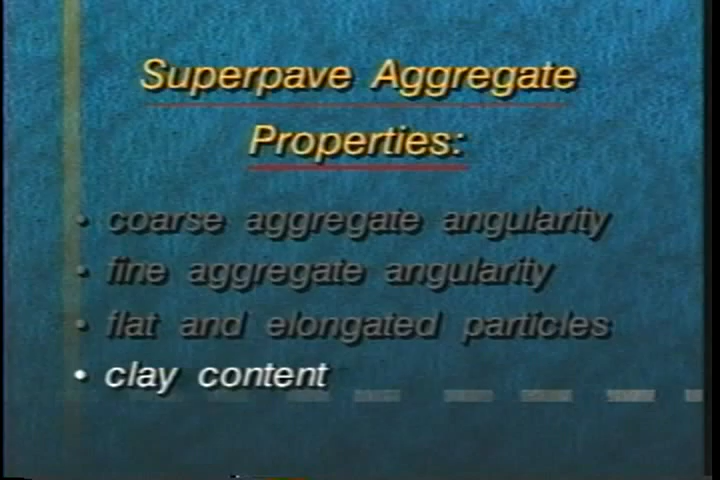 Superpave Aggregate
Properties:
• coarse aggregate angularity
• fine aggregate angularity
• flat and elongated particles
• clay content